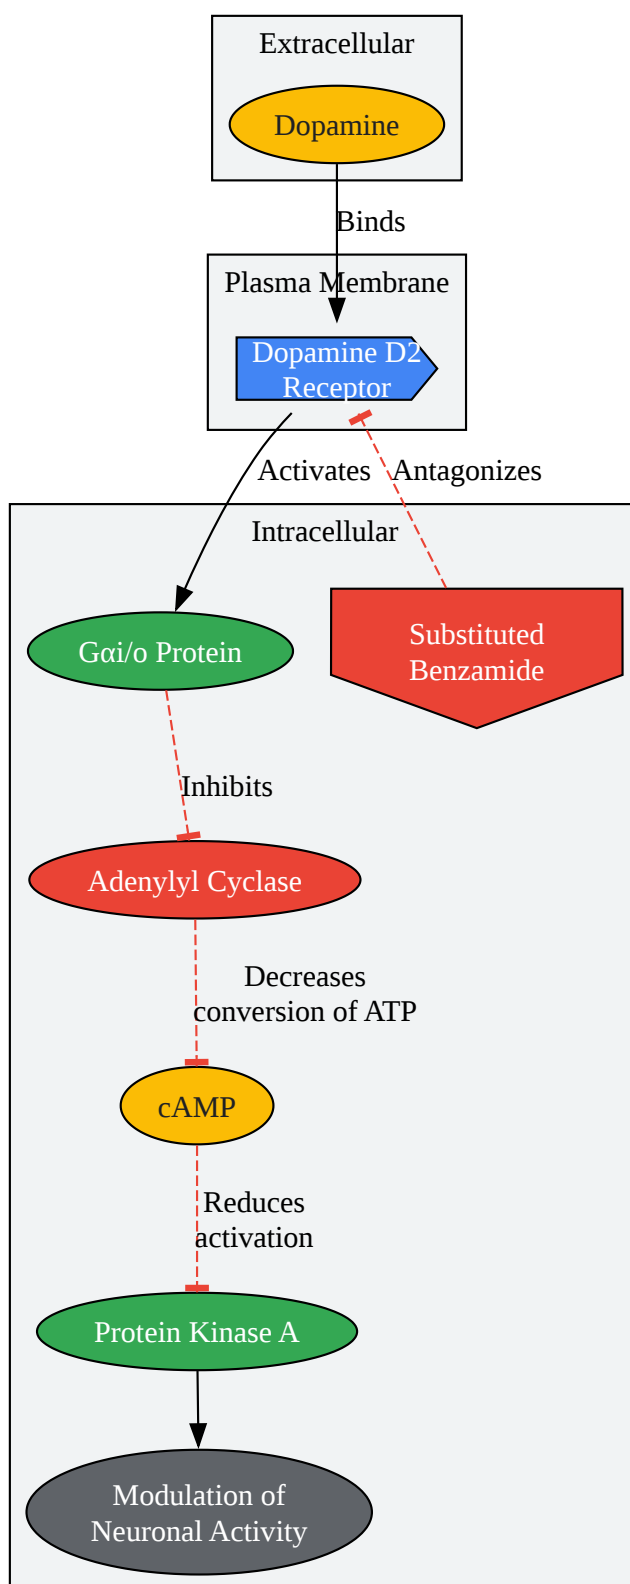 Extracellular
Dopamine
Binds
Plasma Membrane
Dopamine D2
Receptor
Activates
Antagonizes
Intracellular
Gαi/o Protein
Substituted
Benzamide
Inhibits
Adenylyl Cyclase
Decreases
conversion of ATP
cAMP
Reduces
activation
Protein Kinase A
Modulation of
Neuronal Activity